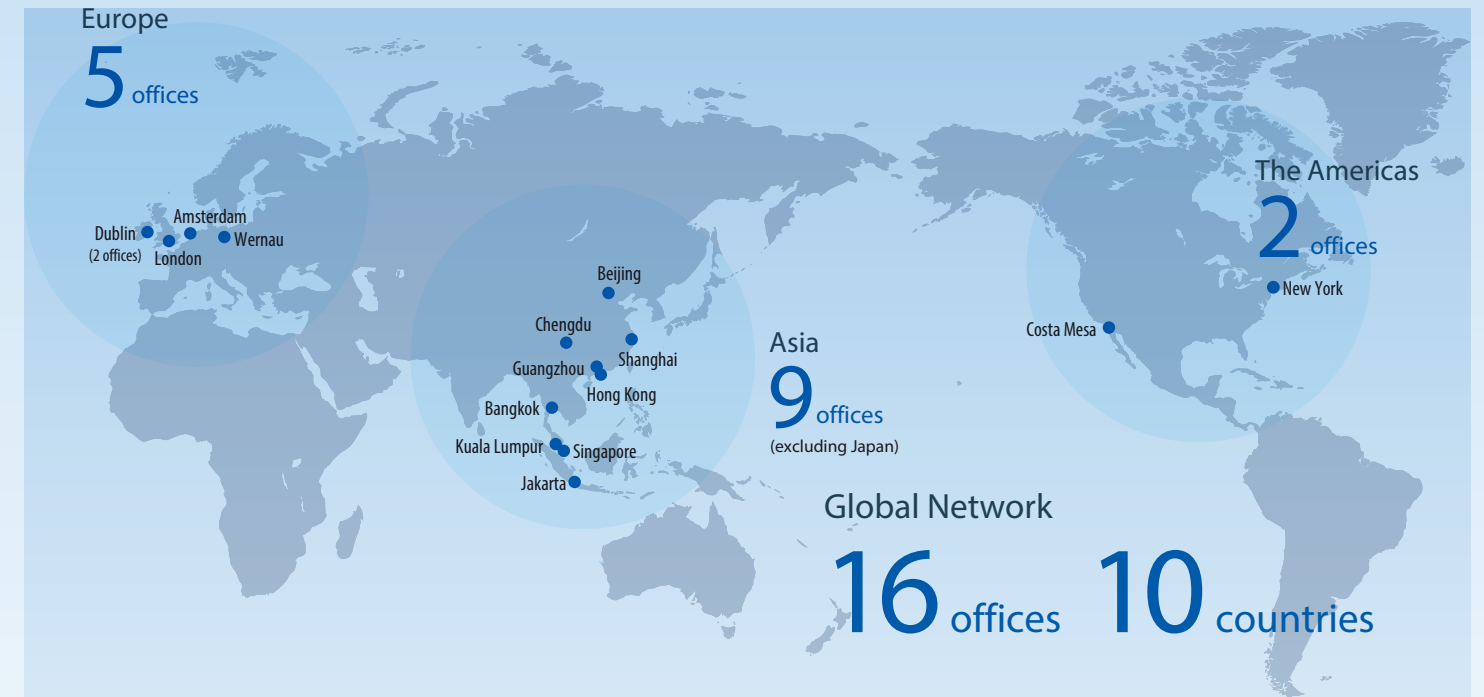 Europe
5 offices
Dublin
(2 offices)
Amsterdam
London
Wernau
Beijing
Chengdu
Shanghai
Guangzhou
Hong Kong
Bangkok
Kuala Lumpur
Singapore
Jakarta
Asia
9 offices
(excluding Japan)
The Americas
2 offices
New York
Costa Mesa
Global Network
16 offices 10 countries